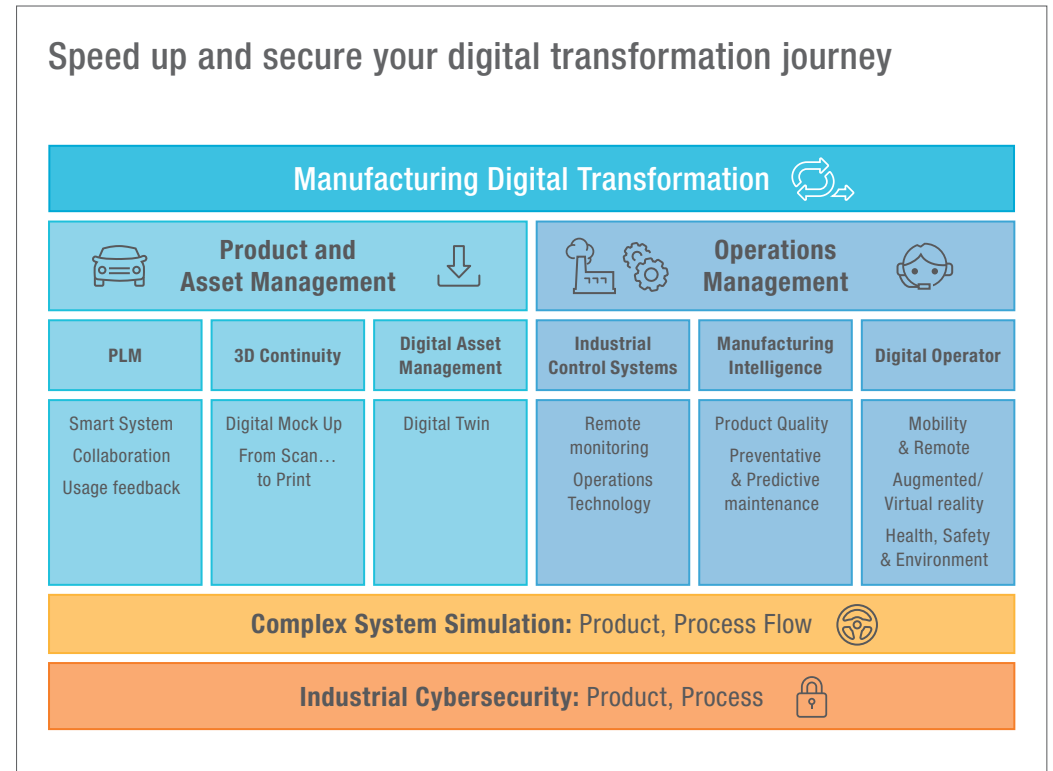 Speed up and secure your digital transformation journey
Manufacturing Digital Transformation
Product and
Asset Management
Operations
Management
PLM
3D Continuity
Digital Asset
Management
Industrial
Control Systems
Manufacturing
Intelligence
Digital Operator
Smart System
Collaboration
Usage feedback
Digital Mock Up
From Scan…
to Print
Digital Twin
Remote
monitoring
Operations
Technology
Product Quality
Preventative
& Predictive
maintenance
Mobility
& Remote
Augmented/
Virtual reality
Health, Safety
& Environment
Complex System Simulation: Product, Process Flow
Industrial Cybersecurity: Product, Process